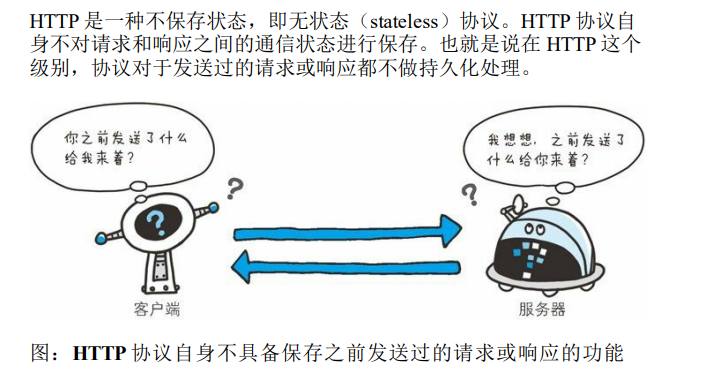 HTTP 是一种不保存状态，即无状态（stateless）协议。HTTP 协议自
身不对请求和响应之间的通信状态进行保存。也就是说在 HTTP 这个
级别，协议对于发送过的请求或响应都不做持久化处理。
你之前发送了什么
给我来着？
我想想，之前发送了
什么给你来着？
?
?
?
?
客户端
服务器
图：HTTP 协议自身不具备保存之前发送过的请求或响应的功能